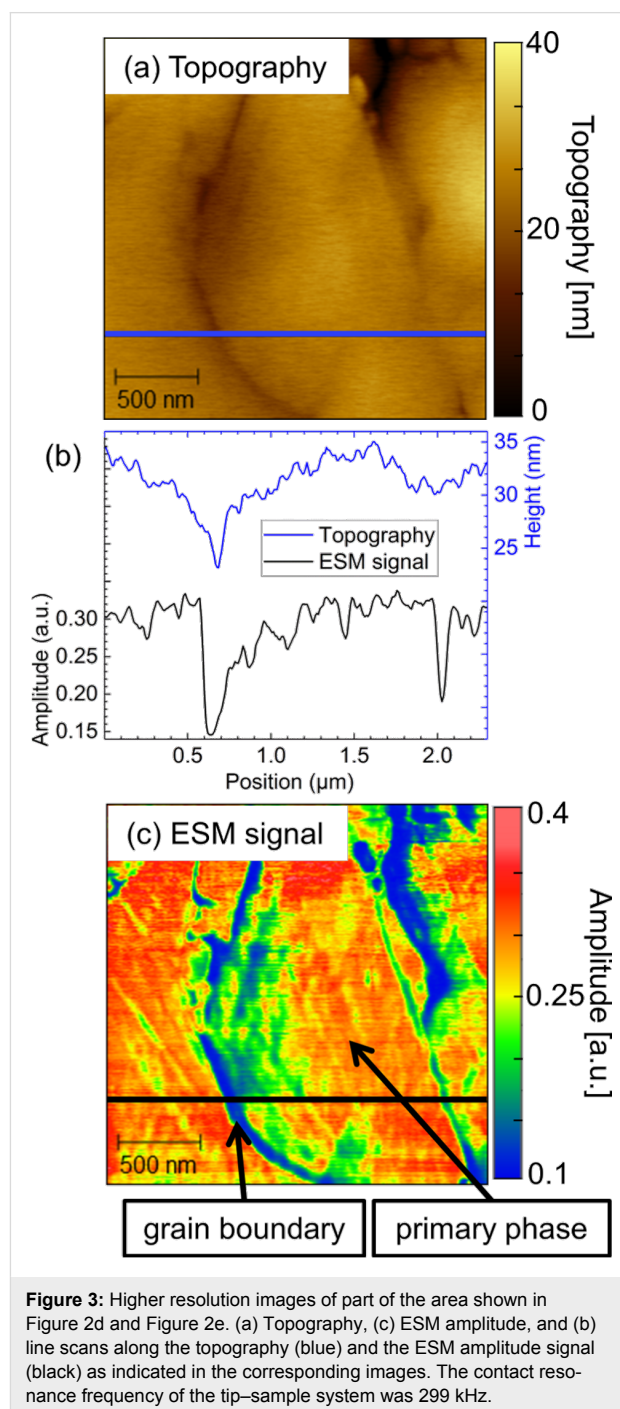 (a) Topography
40
20
0
Topography [nm]
500 nm
(b)
35
30
25
Height (nm)
Topography
ESM signal
0.30
0.25
0.20
0.15
Amplitude (a.u.)
0.5 1.0 1.5 2.0
Position (µm)
(c) ESM signal
0.4
0.25
0.1
Amplitude [a.u.]
500 nm
grain boundary
primary phase
Figure 3: Higher resolution images of part of the area shown in
Figure 2d and Figure 2e. (a) Topography, (c) ESM amplitude, and (b)
line scans along the topography (blue) and the ESM amplitude signal
(black) as indicated in the corresponding images. The contact reso-
nance frequency of the tip–sample system was 299 kHz.